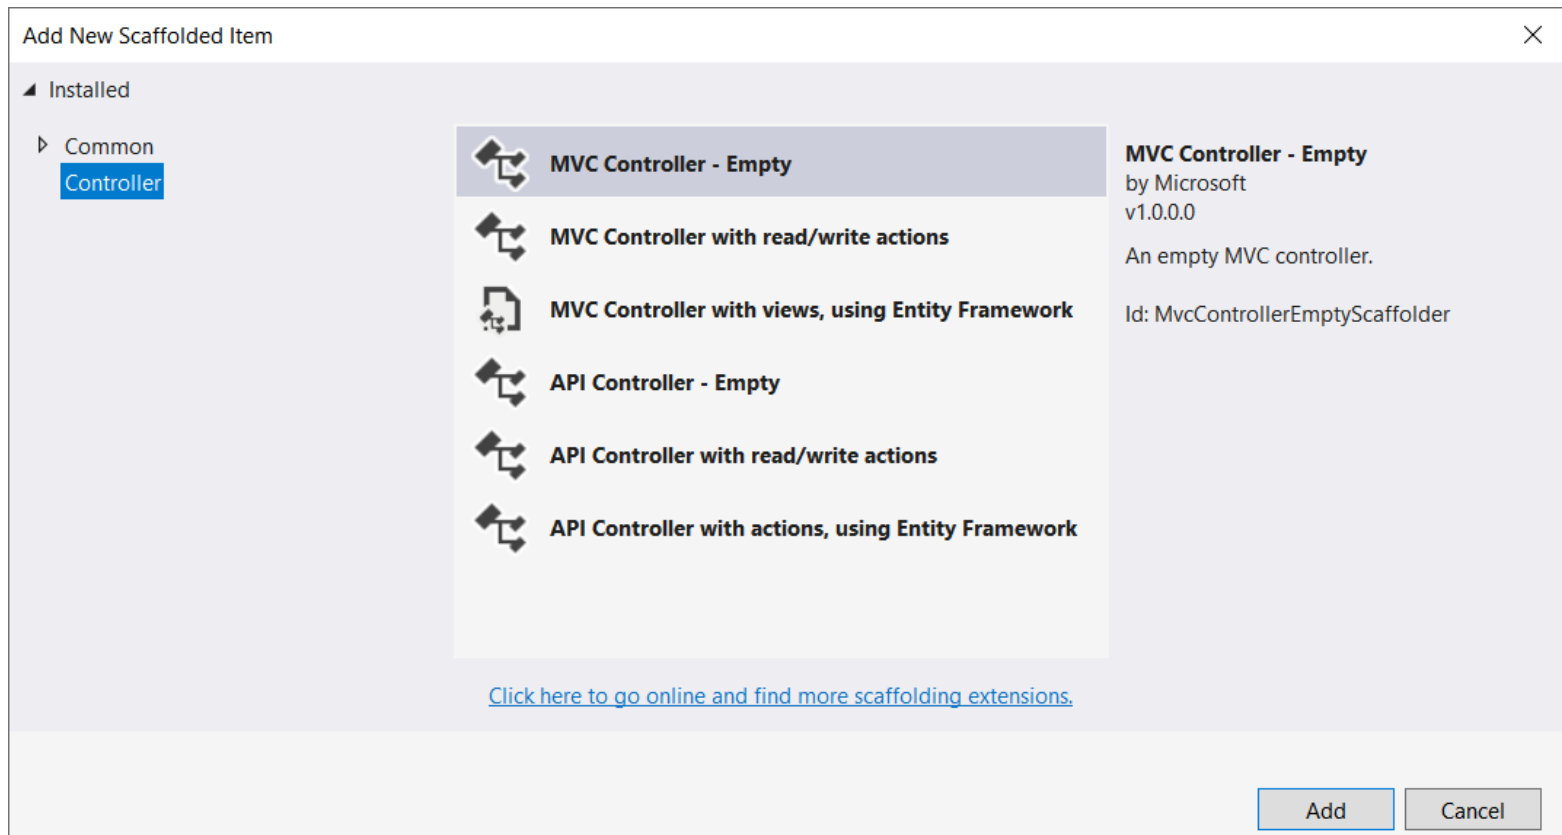 Add New Scaffolded Item
Installed
Common
Controller
MVC Controller - Empty
MVC Controller with read/write actions
MVC Controller with views, using Entity Framework
API Controller - Empty
API Controller with read/write actions
API Controller with actions, using Entity Framework
Click here to go online and find more scaffolding extensions.
MVC Controller - Empty
by Microsoft
v1.0.0.0
An empty MVC controller.
Id: MvcControllerEmptyScaffolder
Add
Cancel